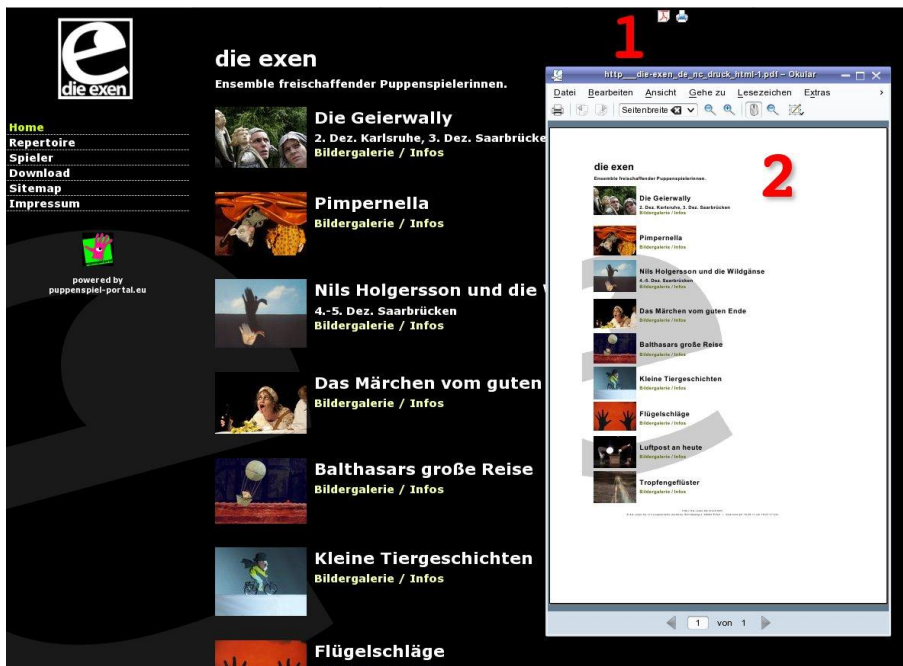 die exen
Home
Repertoire
Spieler
Download
Sitemap
Impressum
powered by
puppenspiel-portal.eu
die exen
Ensemble freischaffender Puppenspielerinnen.
Die Geierwally
2. Dez. Karlsruhe, 3. Dez. Saarbrücke
Bildergalerie / Infos
Pimpernella
Bildergalerie / Infos
Nils Holgersson und die
4.-5. Dez. Saarbrücken
Bildergalerie / Infos
Das Märchen vom guten
Bildergalerie / Infos
Balthasars große Reise
Bildergalerie / Infos
Kleine Tiergeschichten
Bildergalerie / Infos
Flügelschläge
1
http___die-exen_de_nc_druck_html-1.pdf – Okular
Datei Bearbeiten Ansicht Gehe zu Lesezeichen Extras
Seitenbreite
2
die exen
Ensemble freischaffender Puppenspielerinnen.
Die Geierwally
2. Dez. Karlsruhe, 3. Dez. Saarbrücken
Bildergalerie / Infos
Pimpernella
Bildergalerie / Infos
Nils Holgersson und die Wildgänse
4.-5. Dez. Saarbrücken
Bildergalerie / Infos
Das Märchen vom guten Ende
Bildergalerie / Infos
Balthasars große Reise
Bildergalerie / Infos
Kleine Tiergeschichten
Bildergalerie / Infos
Flügelschläge
Bildergalerie / Infos
Luftpost an heute
Bildergalerie / Infos
Tropfengeflüster
Bildergalerie / Infos
1 von 1